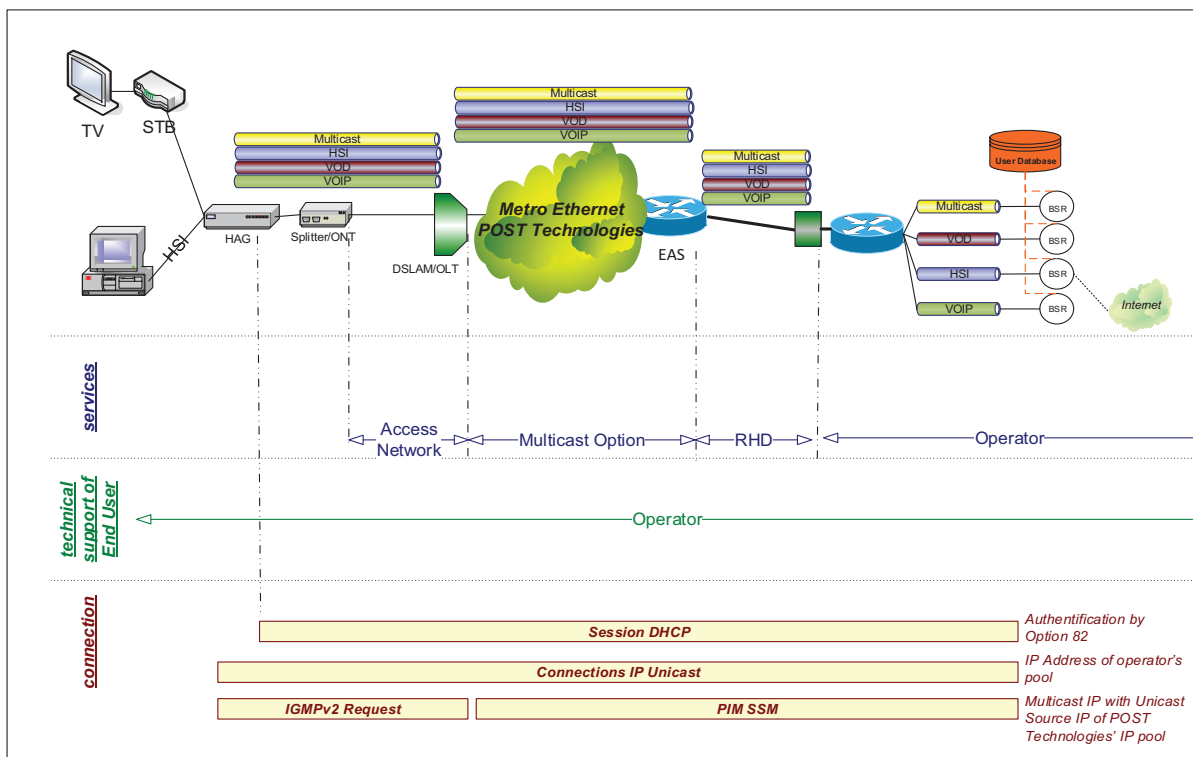 TV
STB
HSI
HAG
Splitter/ONT
Multicast
HSI
VOD
VOIP
DSLAM/OLT
Multicast
HSI
VOD
VOIP
Metro Ethernet
POST Technologies
EAS
Multicast
HSI
VOD
VOIP
User Database
Multicast
BSR
VOD
BSR
HSI
BSR
VOIP
BSR
Internet
services
Access
Network
Multicast Option
RHD
Operator
technical
support of
End User
Operator
connection
Session DHCP
Authentification by
Option 82
Connections IP Unicast
IP Address of operator's
pool
IGMPv2 Request
PIM SSM
Multicast IP with Unicast
Source IP of POST
Technologies' IP pool